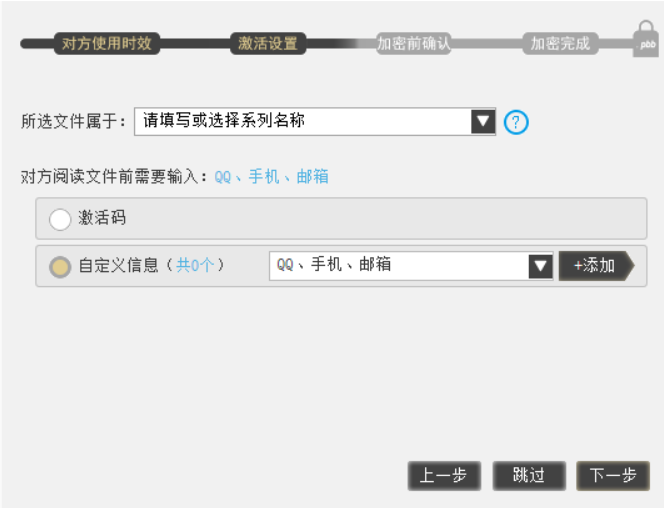 对方使用时效 激活设置 加密前确认 加密完成 pbb
所选文件属于： 请填写或选择系列名称 ?
对方阅读文件前需要输入：QQ、手机、邮箱
激活码
自定义信息（共0个） QQ、手机、邮箱 +添加
上一步 跳过 下一步